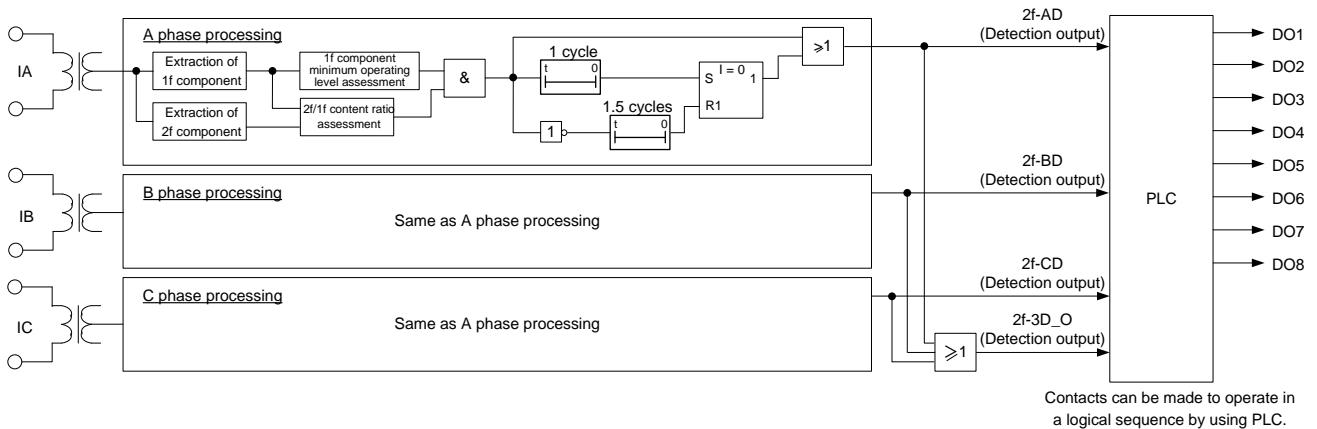 2f-AD
(Detection output)
A phase processing
IA
Extraction of
1f component
1f component
minimum operating
level assessment
Extraction of
2f component
2f/1f content ratio
assessment
&
1 cycle
t 0
1.5 cycles
t 0
1
S I = 0 1
R1
⩾1
PLC
DO1
DO2
DO3
DO4
DO5
DO6
DO7
DO8
2f-BD
(Detection output)
B phase processing
IB
Same as A phase processing
2f-CD
(Detection output)
C phase processing
IC
Same as A phase processing
2f-3D_O
(Detection output)
⩾1
Contacts can be made to operate in
a logical sequence by using PLC.